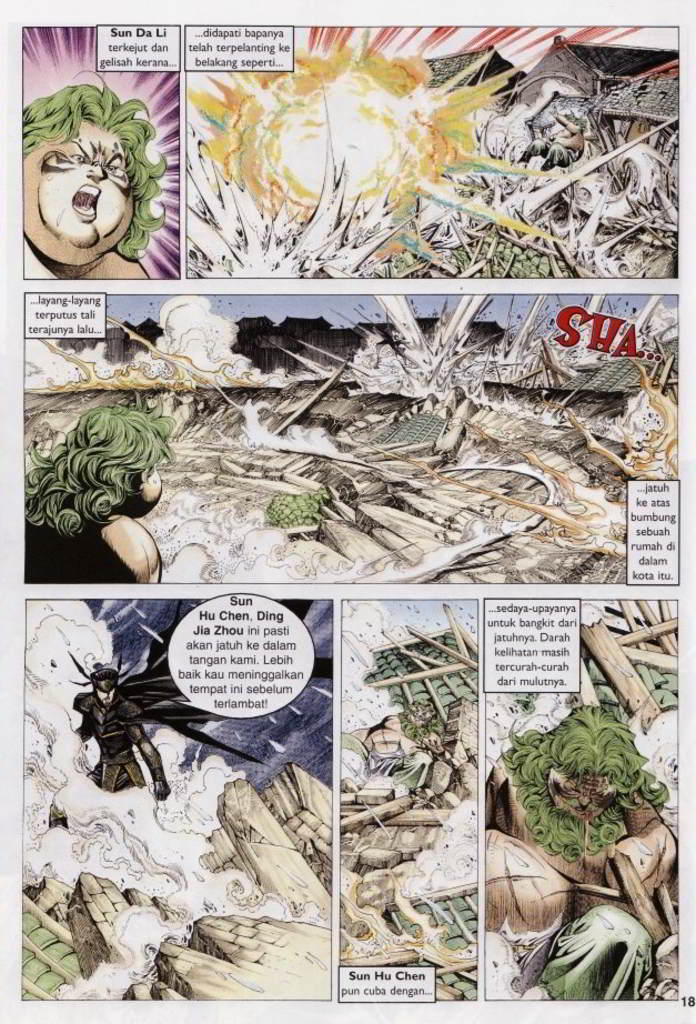 Sun Da Li
terkejut dan
gelisah kerana...
...didapati bapanya
telah terpelanting ke
belakang seperti...
...layang-layang
terputus tali
terajunya lalu...
SHA...
...jatuh
ke atas
bumbung
sebuah
rumah di
dalam
kota itu.
Sun
Hu Chen, Ding
Jia Zhou ini pasti
akan jatuh ke dalam
tangan kami. Lebih
baik kau meninggalkan
tempat ini sebelum
terlambat!
Sun Hu Chen
pun cuba dengan...
...sedaya-upayanya
untuk bangkit dari
jatuhnya. Darah
kelihatan masih
tercurah-curah
dari mulutnya.
18